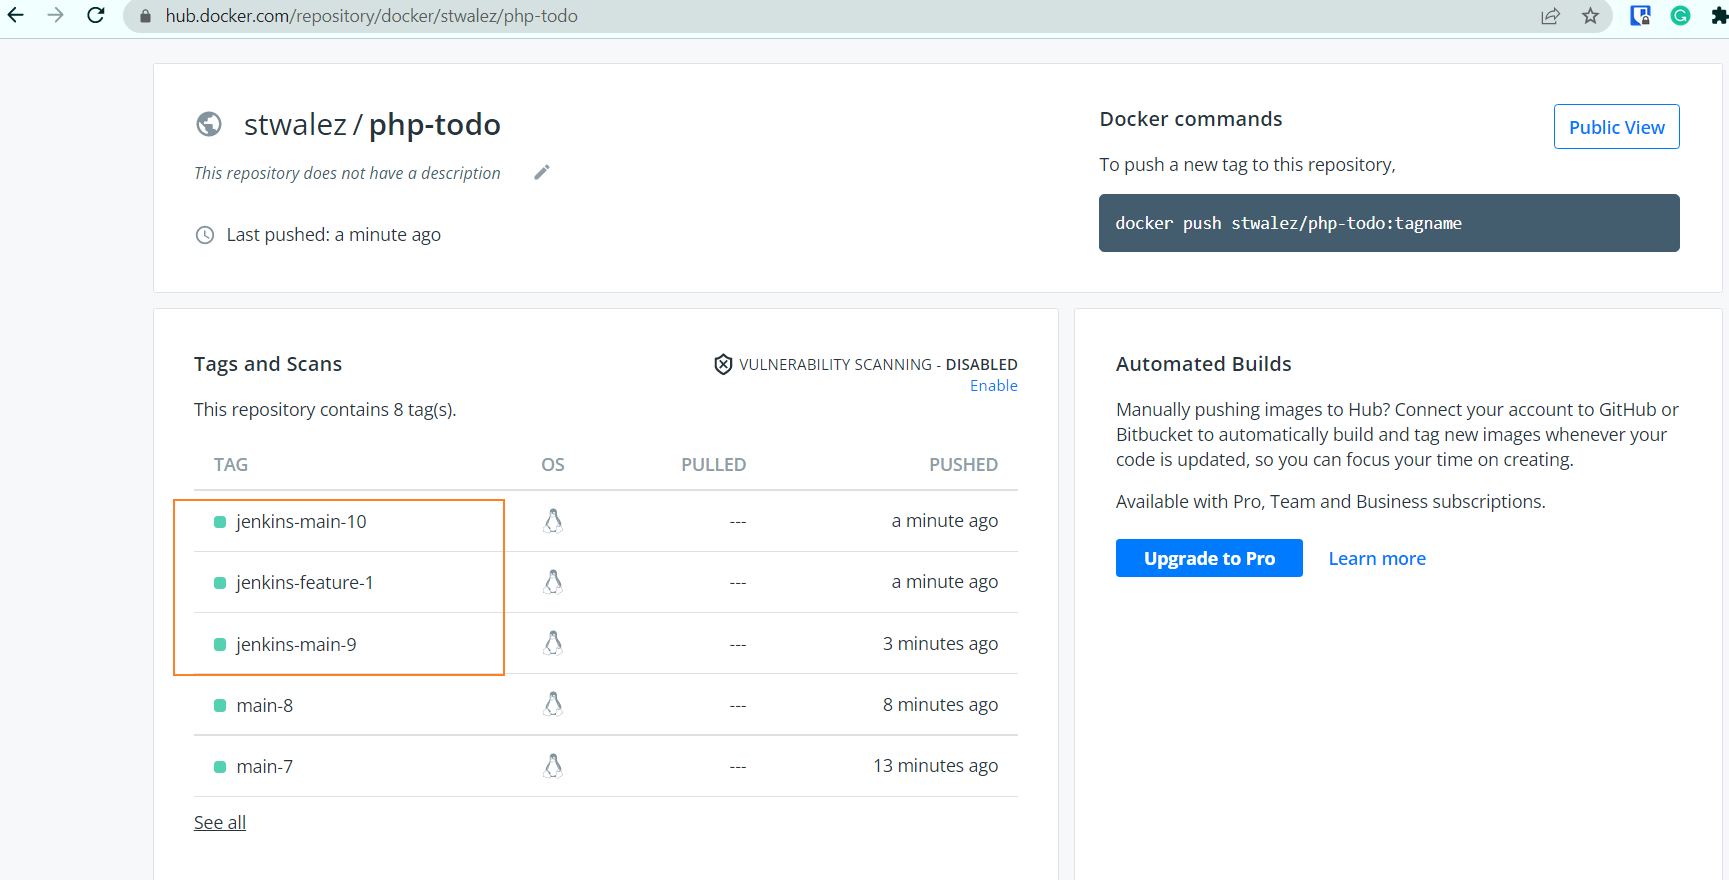 hub.docker.com/repository/docker/stwalez/php-todo
stwalez / php-todo
This repository does not have a description
Last pushed: a minute ago
Docker commands
Public View
To push a new tag to this repository,
docker push stwalez/php-todo:tagname
Tags and Scans
VULNERABILITY SCANNING - DISABLED
Enable
This repository contains 8 tag(s).
TAG OS PULLED PUSHED
jenkins-main-10 --- a minute ago
jenkins-feature-1 --- a minute ago
jenkins-main-9 --- 3 minutes ago
main-8 --- 8 minutes ago
main-7 --- 13 minutes ago
See all
Automated Builds
Manually pushing images to Hub? Connect your account to GitHub or
Bitbucket to automatically build and tag new images whenever your
code is updated, so you can focus your time on creating.
Available with Pro, Team and Business subscriptions.
Upgrade to Pro Learn more